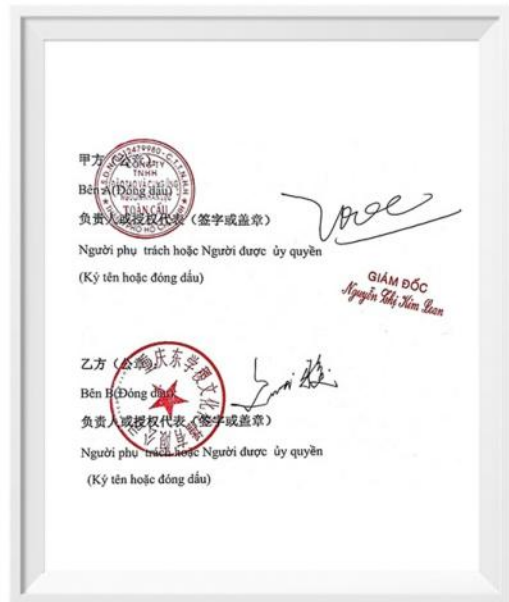 甲方（公章）
Bên A(Đóng dấu)
TNHH
TOÀN CẦU
负责人或授权代表（签字或盖章）
Người phụ trách hoặc Người được ủy quyền
(Ký tên hoặc đóng dấu)
GIÁM ĐỐC
Nguyễn Thị Kim Loan
乙方（公章）
Bên B(Đóng dấu)
负责人或授权代表（签字或盖章）
Người phụ trách hoặc Người được ủy quyền
(Ký tên hoặc đóng dấu)